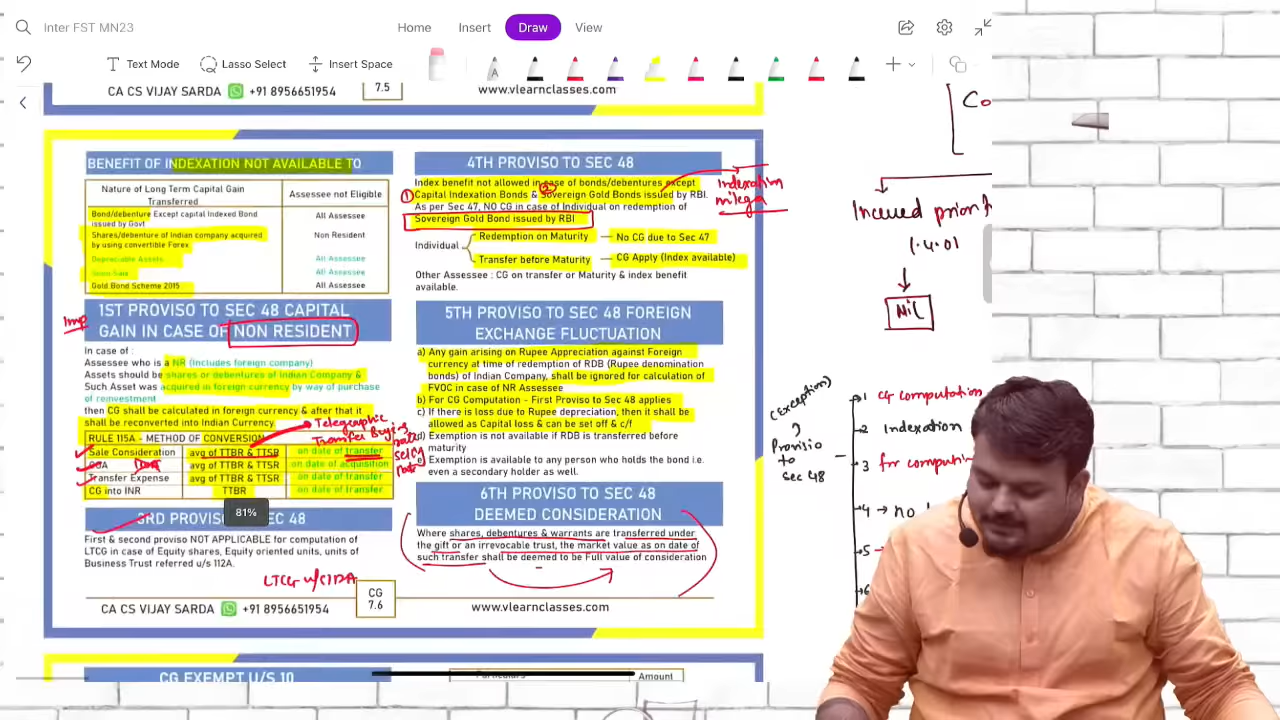 Inter FST MN23
Home
Insert
Draw
View
Text Mode
Lasso Select
Insert Space
CA CS VIJAY SARDA +91 8956651954
7.5
www.vlearnclasses.com
BENEFIT OF INDEXATION NOT AVAILABLE TO
Nature of Long Term Capital Gain Transferred
Assessee not Eligible
Bond/debenture Except capital Indexed Bond issued by Govt
All Assessee
Shares/debenture of Indian company acquired by using convertible Forex
Non Resident
Depreciable Assets
All Assessee
Slump Sale
All Assessee
Gold Bond Scheme 2015
All Assessee
Imp
1ST PROVISO TO SEC 48 CAPITAL
GAIN IN CASE OF NON RESIDENT
In case of :
Assessee who is a NR (Includes foreign company)
Assets should be shares or debentures of Indian Company &
Such Asset was acquired in foreign currency by way of purchase
of reinvestment
then CG shall be calculated in foreign currency & after that it
shall be reconverted into Indian Currency
Telegraphic
Transfer Buying
RULE 115A - METHOD OF CONVERSION
Sale Consideration
avg of TTBR & TTSR
on date of transfer
COA
avg of TTBR & TTSR
on date of acquisition
Transfer Expense
avg of TTBR & TTSR
on date of transfer
CG into INR
TTBR
on date of transfer
81%
3RD PROVISO SEC 48
First & second proviso NOT APPLICABLE for computation of
LTCG in case of Equity shares, Equity oriented units, units of
Business Trust referred u/s 112A.
LTCG u/s 112A
CA CS VIJAY SARDA +91 8956651954
CG
7.6
www.vlearnclasses.com
4TH PROVISO TO SEC 48
Index benefit not allowed in case of bonds/debentures except
① Capital Indexation Bonds & ② Sovereign Gold Bonds issued by RBI.
As per Sec 47, NO CG in case of Individual on redemption of
Sovereign Gold Bond issued by RBI
Indexation
milega
Individual
Redemption on Maturity — No CG due to Sec 47
Transfer before Maturity — CG Apply (Index available)
Other Assessee : CG on transfer or Maturity & index benefit
available.
5TH PROVISO TO SEC 48 FOREIGN
EXCHANGE FLUCTUATION
a) Any gain arising on Rupee Appreciation against Foreign
currency at time of redemption of RDB (Rupee denomination
bonds) of Indian Company, shall be ignored for calculation of
FVOC in case of NR Assessee
b) For CG Computation - First Proviso to Sec 48 applies
c) If there is loss due to Rupee depreciation, then it shall be
allowed as Capital loss & can be set off & c/f
d) Exemption is not available if RDB is transferred before
maturity
e) Exemption is available to any person who holds the bond i.e.
even a secondary holder as well.
6TH PROVISO TO SEC 48
DEEMED CONSIDERATION
Where shares, debentures & warrants are transferred under
the gift or an irrevocable trust, the market value as on date of
such transfer shall be deemed to be Full value of consideration
CG EXEMPT U/S 10
Particulars
Amount
Incurred prior
1.4.01
Nil
(Exception)
Proviso
to
Sec 48
1 CG computation
2 Indexation
3 for
4 → no
5
6